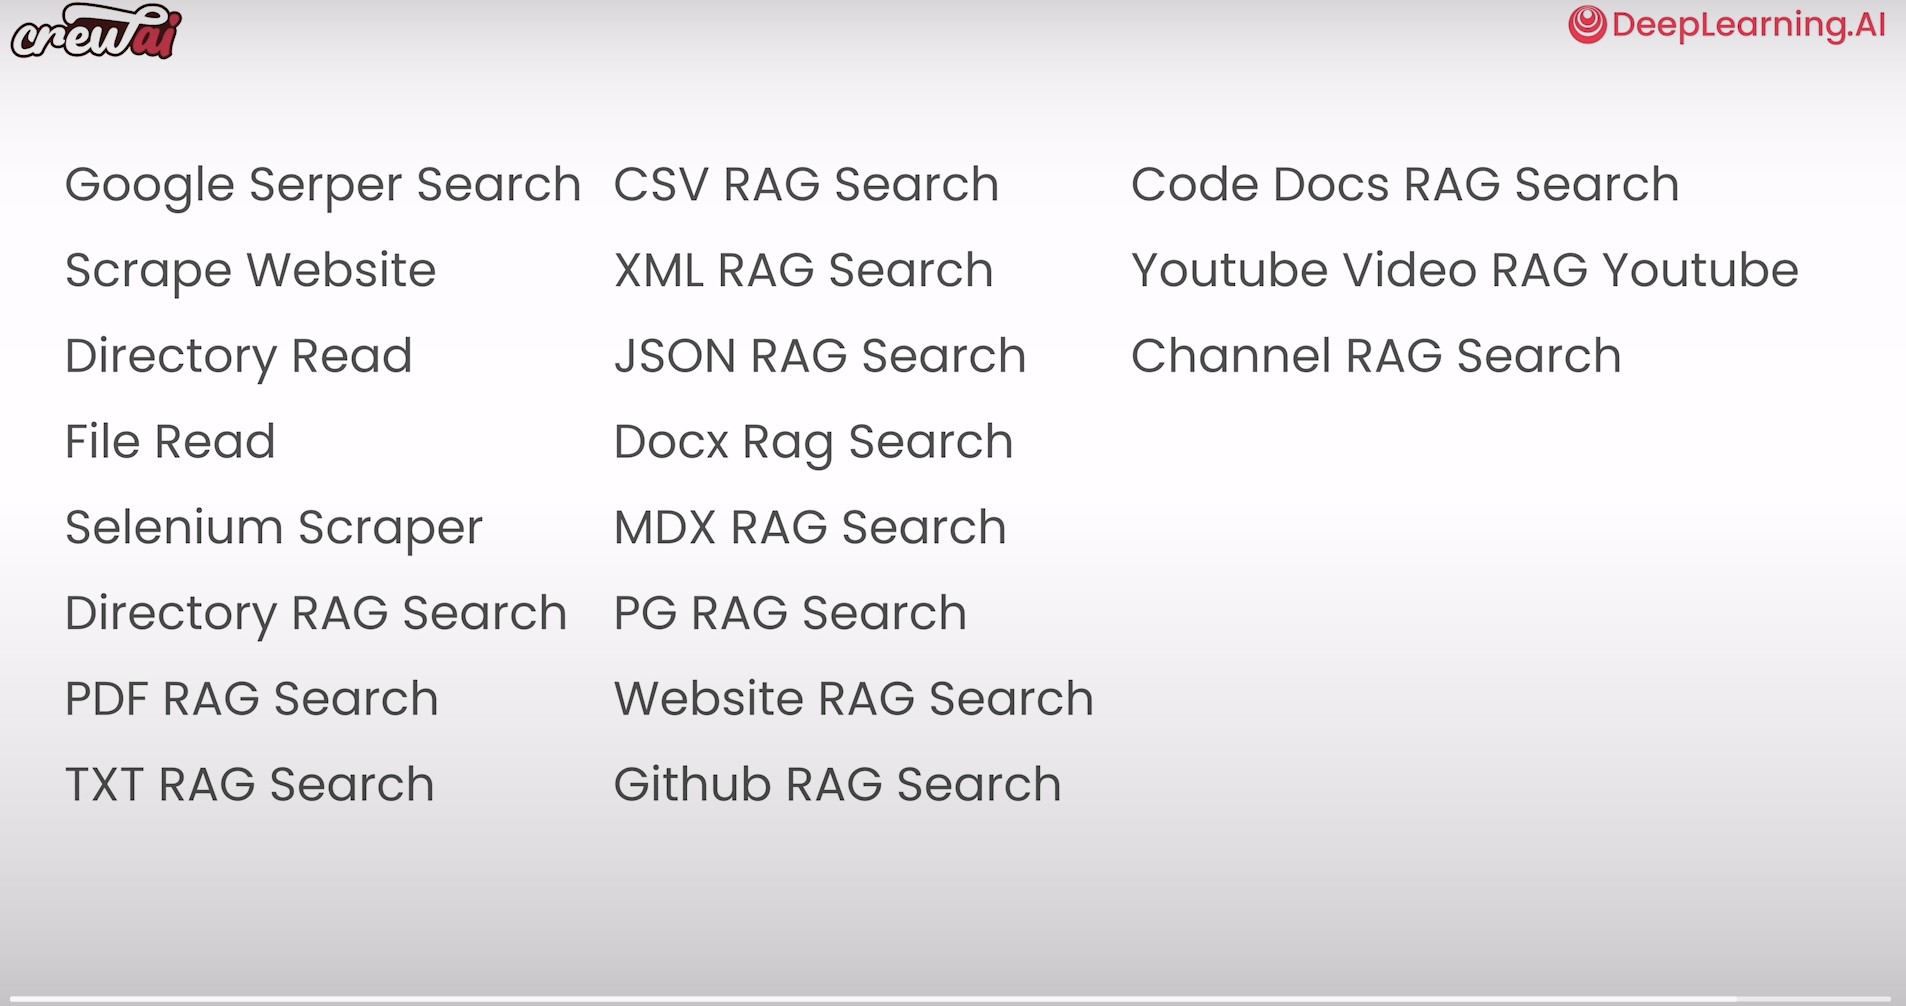 crewai
DeepLearning.AI
Google Serper Search
Scrape Website
Directory Read
File Read
Selenium Scraper
Directory RAG Search
PDF RAG Search
TXT RAG Search
CSV RAG Search
XML RAG Search
JSON RAG Search
Docx Rag Search
MDX RAG Search
PG RAG Search
Website RAG Search
Github RAG Search
Code Docs RAG Search
Youtube Video RAG Youtube
Channel RAG Search